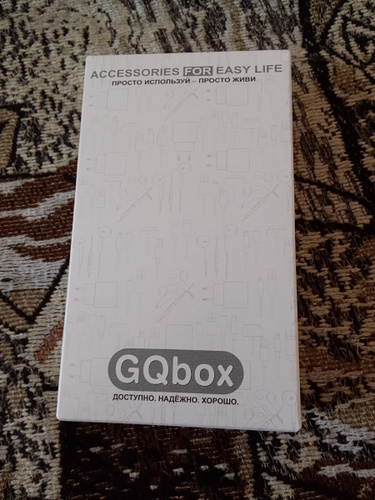 ACCESSORIES FOR EASY LIFE
ПРОСТО ИСПОЛЬЗУЙ – ПРОСТО ЖИВИ
GQbox
ДОСТУПНО. НАДЁЖНО. ХОРОШО.